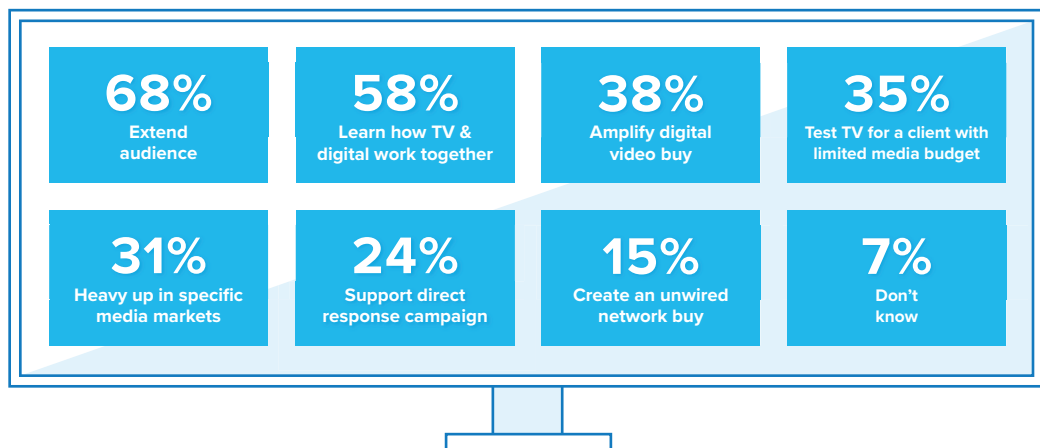 68%
Extend
audience
58%
Learn how TV &
digital work together
38%
Amplify digital
video buy
35%
Test TV for a client with
limited media budget
31%
Heavy up in specific
media markets
24%
Support direct
response campaign
15%
Create an unwired
network buy
7%
Don't
know